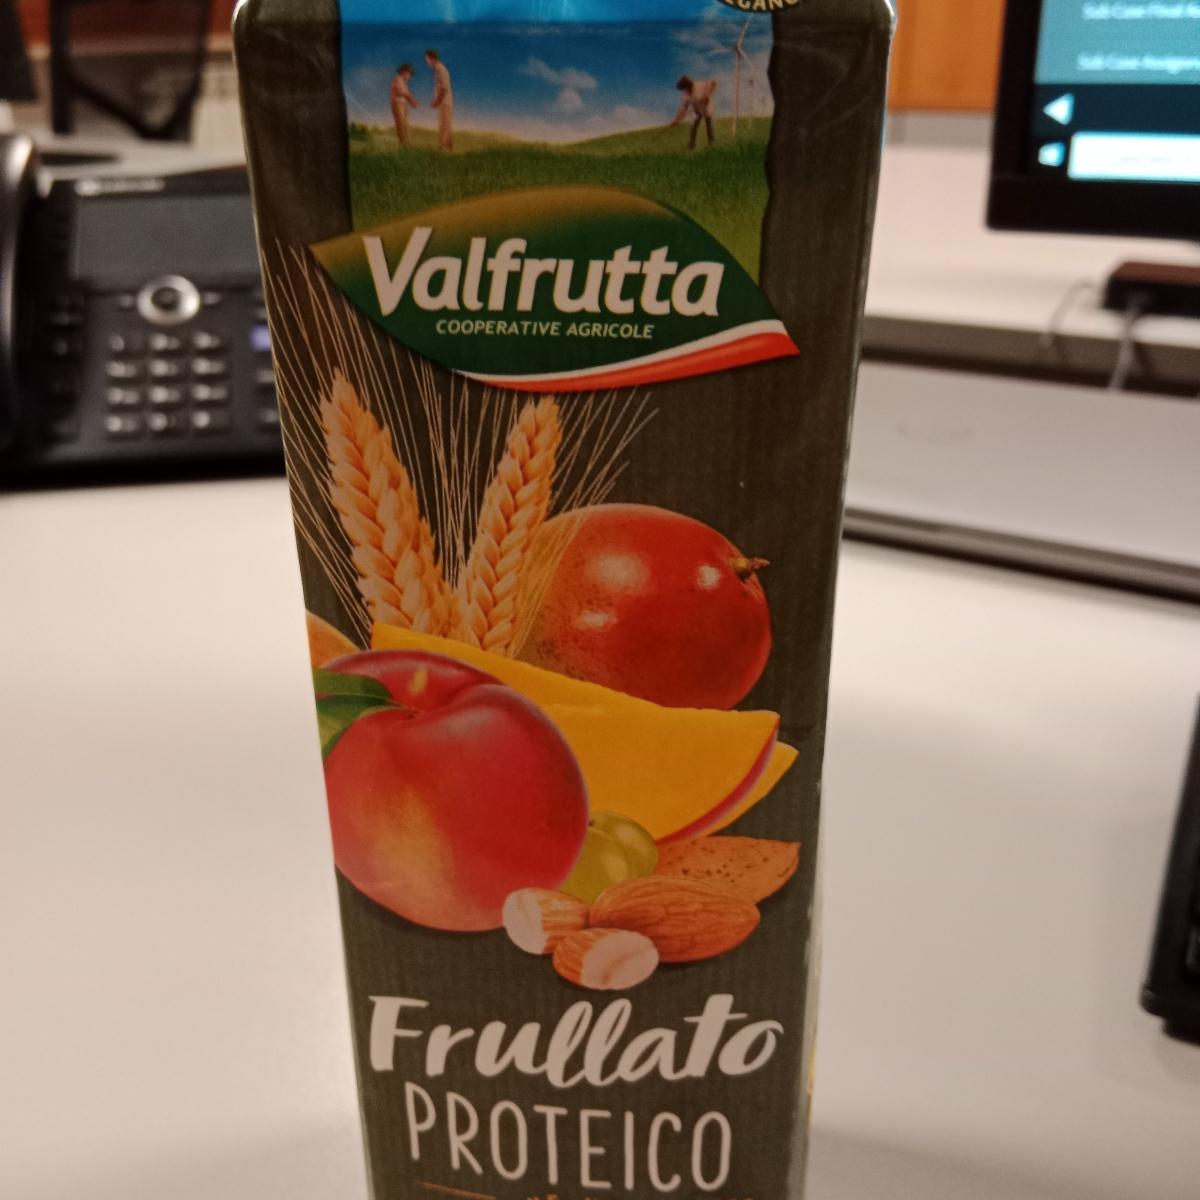 Valfrutta
COOPERATIVE AGRICOLE
Frullato
PROTEICO